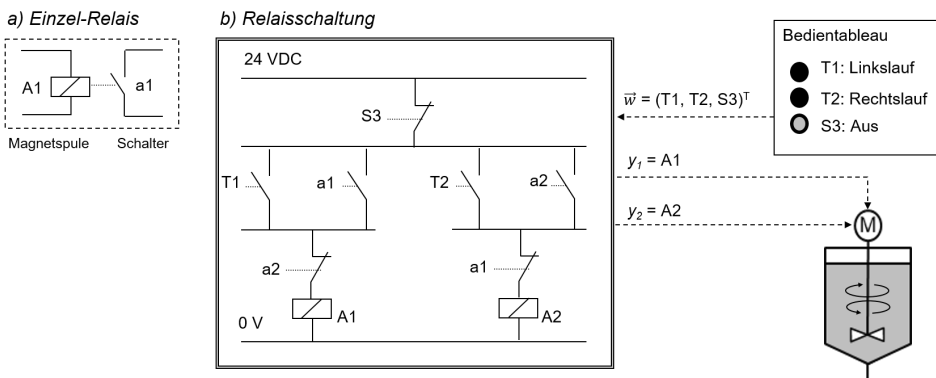 a) Einzel-Relais
A1
a1
Magnetspule
Schalter
b) Relaisschaltung
24 VDC
S3
T1
a1
T2
a2
a2
a1
A1
A2
0 V
w⃗ = (T1, T2, S3)ᵀ
y₁ = A1
y₂ = A2
Bedientableau
T1: Linkslauf
T2: Rechtslauf
S3: Aus
M